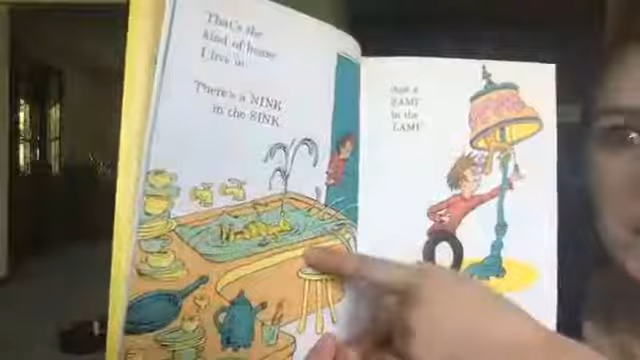 That's the
kind of house
I live in.
There's a NINK
in the SINK.
And a
ZAMP
in the
LAMP.